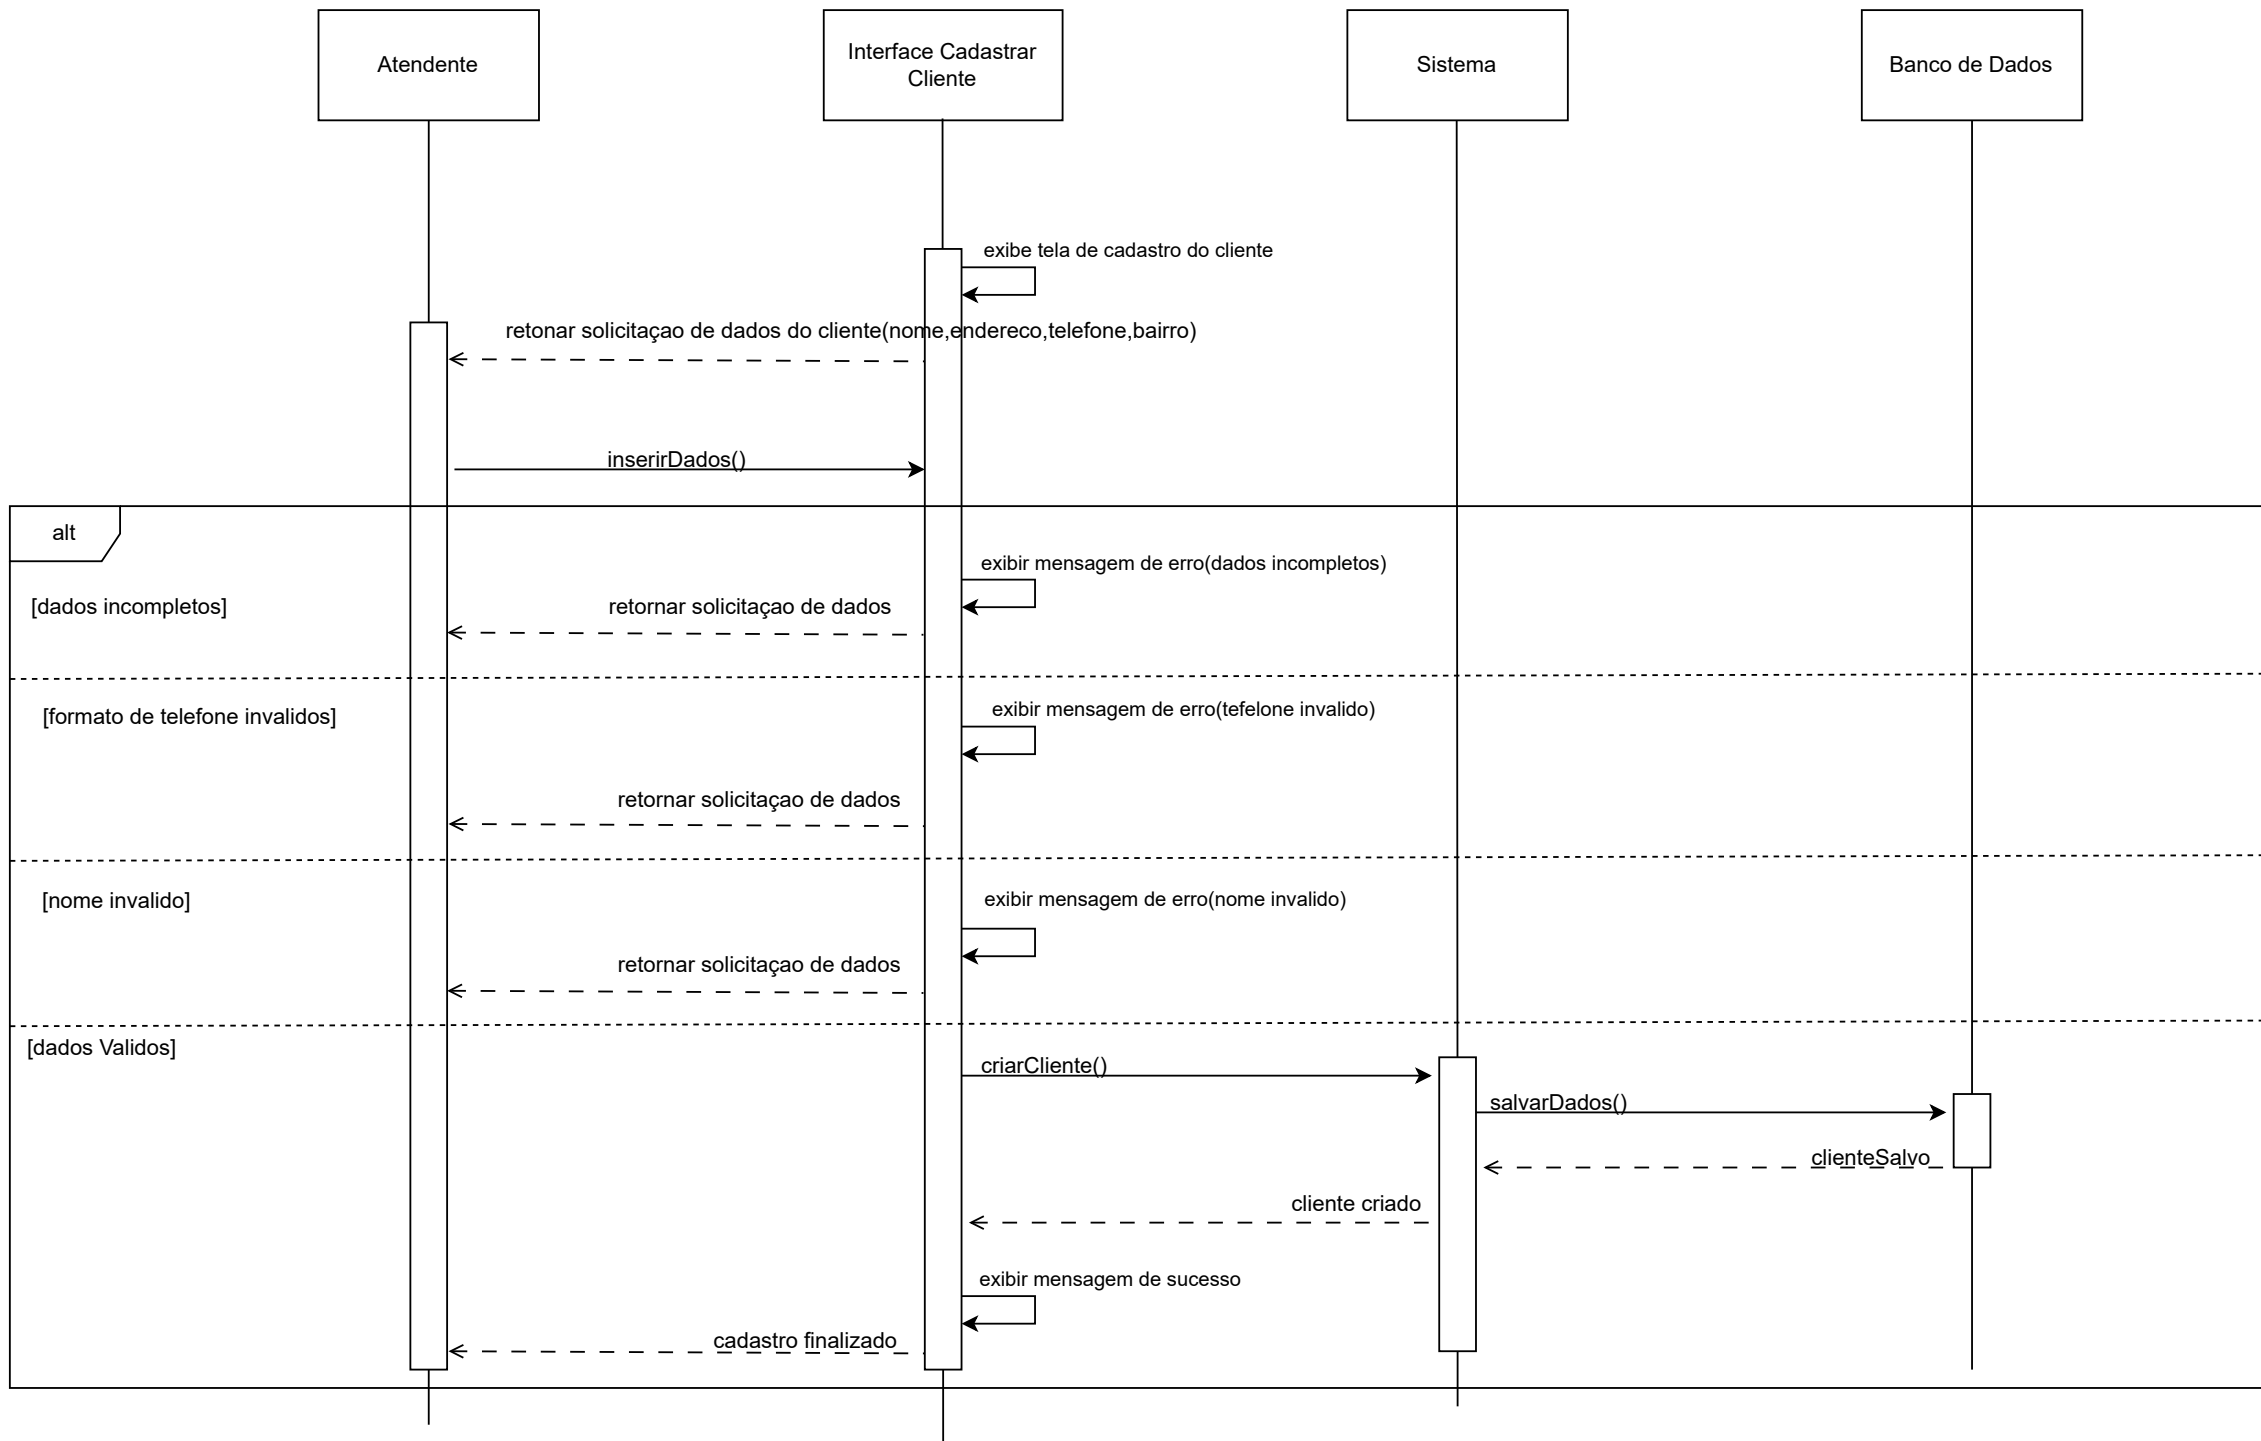 Atendente
Interface Cadastrar
Cliente
Sistema
Banco de Dados
exibe tela de cadastro do cliente
retonar solicitaçao de dados do cliente(nome,endereco,telefone,bairro)
inserirDados()
alt
exibir mensagem de erro(dados incompletos)
[dados incompletos]
retornar solicitaçao de dados
[formato de telefone invalidos]
exibir mensagem de erro(tefelone invalido)
retornar solicitaçao de dados
[nome invalido]
exibir mensagem de erro(nome invalido)
retornar solicitaçao de dados
[dados Validos]
criarCliente()
salvarDados()
clienteSalvo
cliente criado
exibir mensagem de sucesso
cadastro finalizado